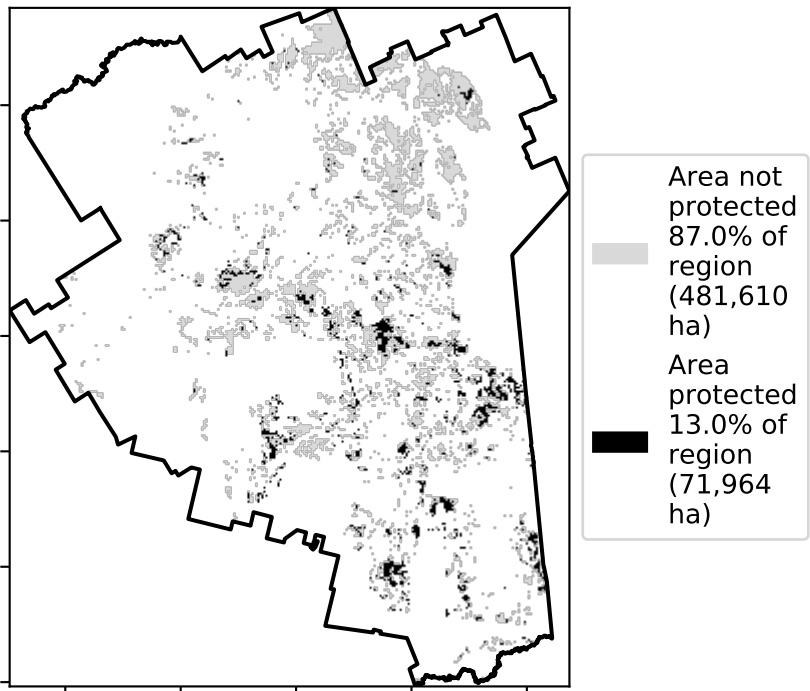 Area not
protected
87.0% of
region
(481,610
ha)
Area
protected
13.0% of
region
(71,964
ha)